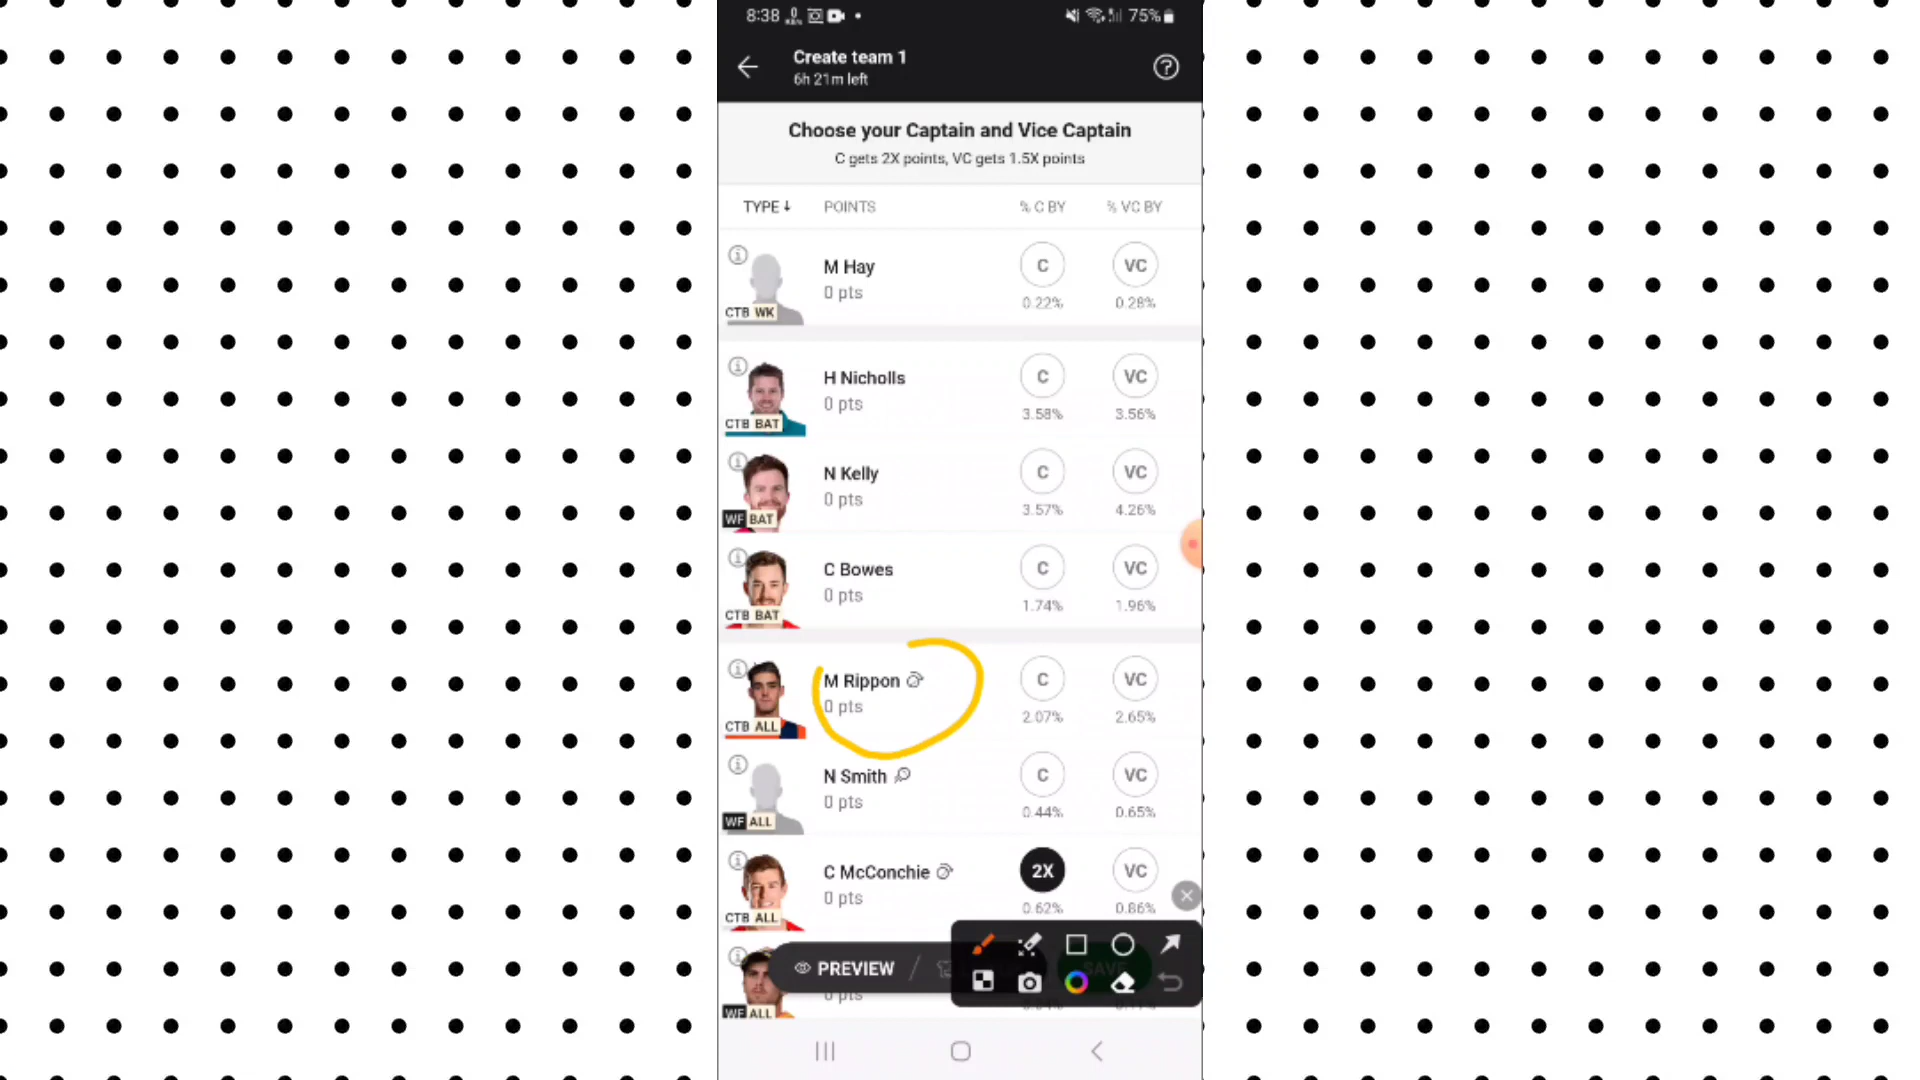 8:38 75%
Create team 1
6h 21m left
Choose your Captain and Vice Captain
C gets 2X points, VC gets 1.5X points
TYPE POINTS % C BY % VC BY
M Hay C VC
0 pts 0.22% 0.28%
CTB WK
H Nicholls C VC
0 pts 3.58% 3.56%
CTB BAT
N Kelly C VC
0 pts 3.57% 4.26%
WF BAT
C Bowes C VC
0 pts 1.74% 1.96%
CTB BAT
M Rippon C VC
0 pts 2.07% 2.65%
CTB ALL
N Smith C VC
0 pts 0.44% 0.65%
WF ALL
C McConchie 2X VC
0 pts 0.62% 0.86%
CTB ALL
PREVIEW / SAVE
0 pts
WF ALL